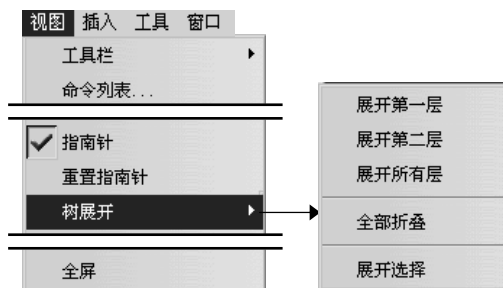 视图 插入 工具 窗口
工具栏
命令列表...
指南针
重置指南针
树展开
全屏
展开第一层
展开第二层
展开所有层
全部折叠
展开选择